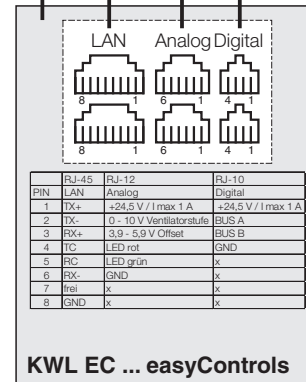 LAN Analog Digital
8 1 6 1 4 1
8 1 6 1 4 1
RJ-45 RJ-12 RJ-10
PIN LAN Analog Digital
1 TX+ +24,5 V / I max 1 A +24,5 V / I max 1 A
2 TX- 0 - 10 V Ventilatorstufe BUS A
3 RX+ 3,9 - 5,9 V Offset BUS B
4 TC LED rot GND
5 RC LED grün x
6 RX- GND x
7 frei x x
8 GND x x
KWL EC ... easyControls